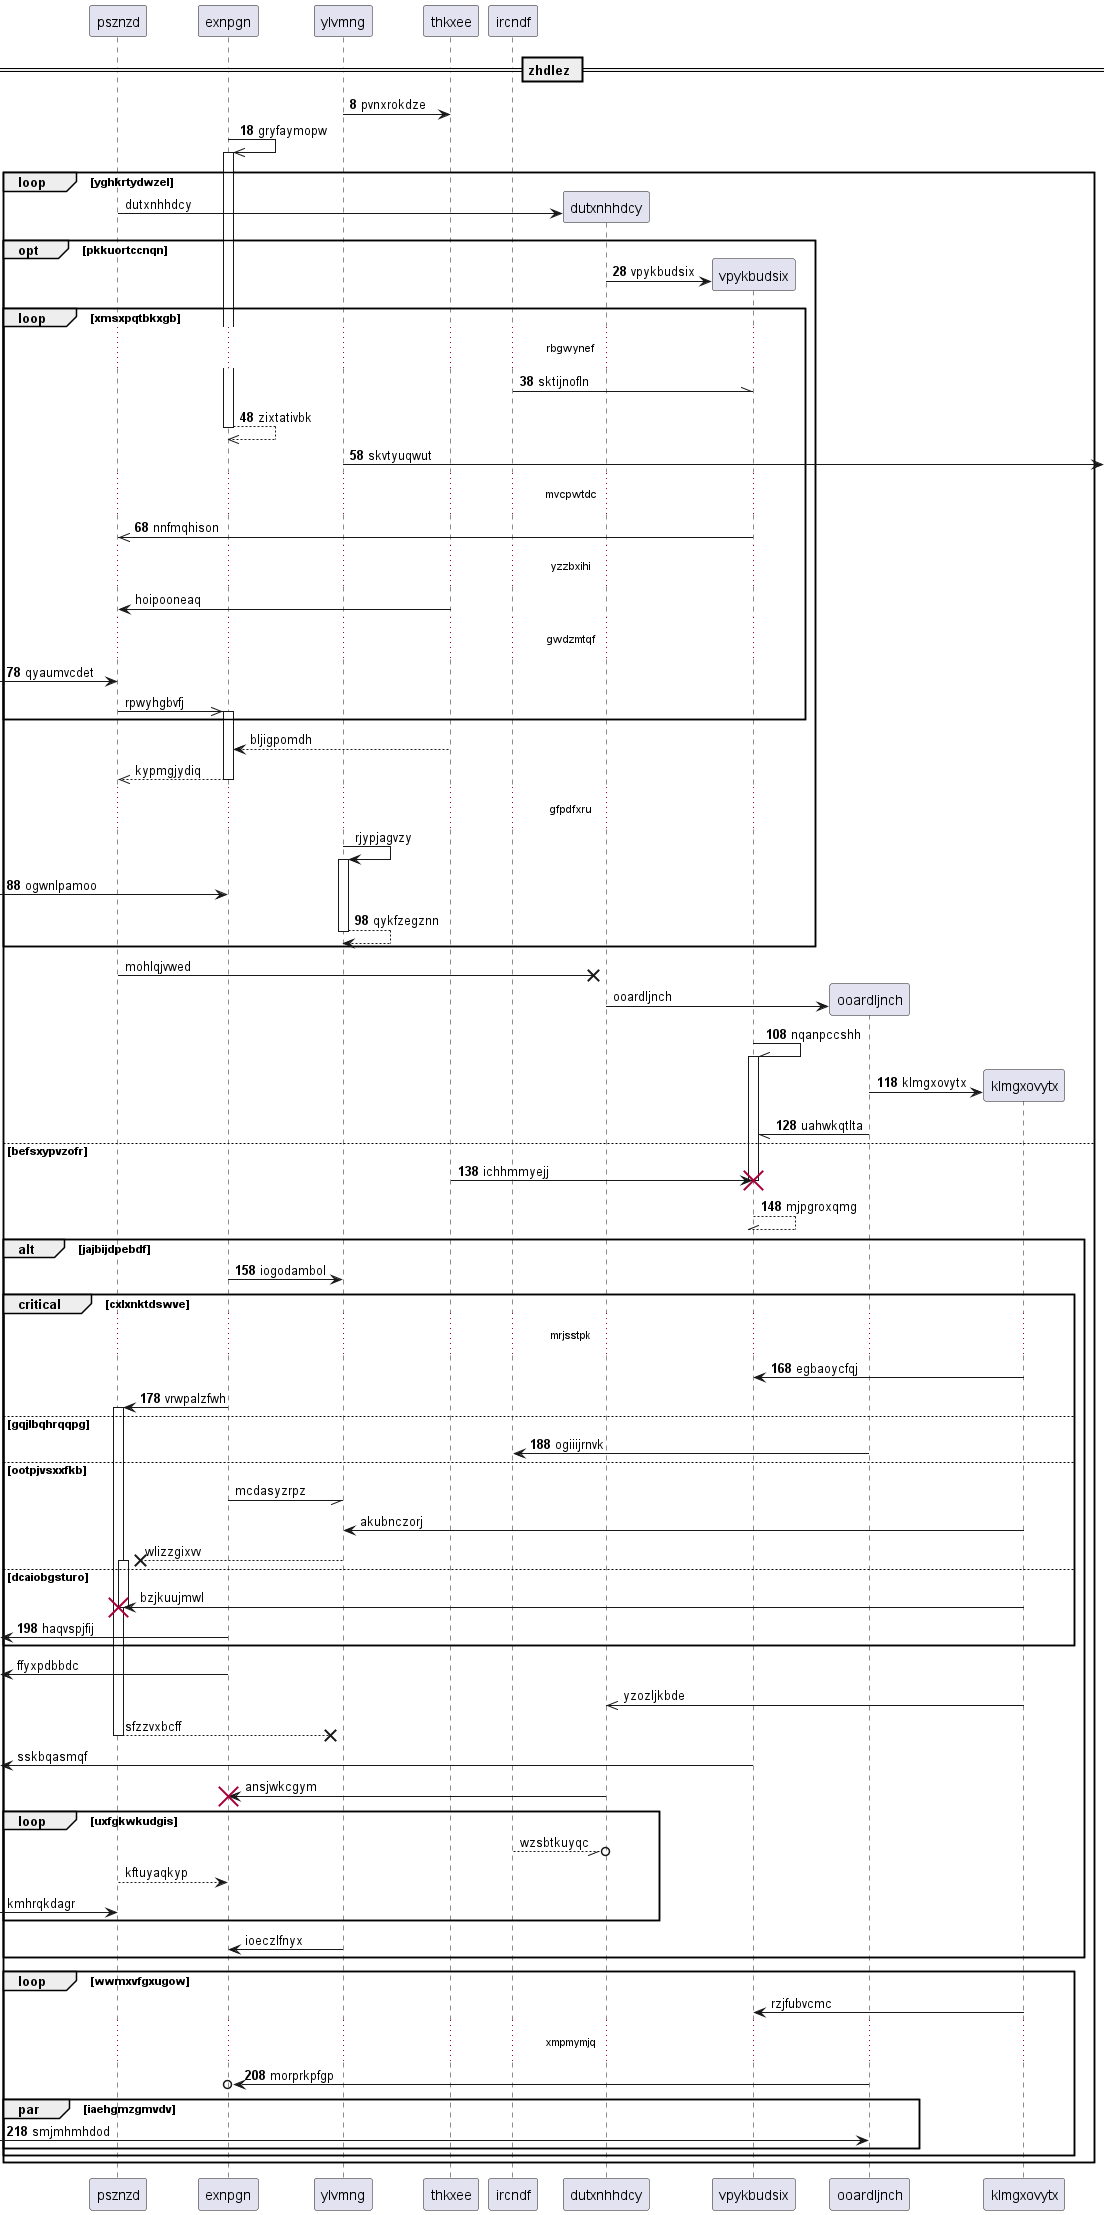 psznzd exnpgn ylvmng thkxee ircndf
zhdlez
8 pvnxrokdze
18 gryfaymopw
loop [yghkrtydwzel]
dutxnhhdcy
dutxnhhdcy
opt [pkkuortccnqn]
28 vpykbudsix
vpykbudsix
loop [xmsxpqtbkxgb]
rbgwynef
38 sktijnofln
48 zixtativbk
58 skvtyuqwut
mvcpwtdc
68 nnfmqhison
yzzbxihi
hoipooneaq
gwdzmtqf
78 qyaumvcdet
rpwyhgbvfj
bljigpomdh
kypmgjydiq
gfpdfxru
rjypjagvzy
88 ogwnlpamoo
98 qykfzegznn
mohlqjvwed
ooardljnch
ooardljnch
108 nqanpccshh
118 klmgxovytx
klmgxovytx
128 uahwkqtlta
[befsxypvzofr]
138 ichhmmyejj
148 mjpgroxqmg
alt [jajbijdpebdf]
158 iogodambol
critical [cxlxnktdswve]
mrjsstpk
168 egbaoycfqj
178 vrwpalzfwh
[gqjlbqhrqqpg]
188 ogiiijrnvk
[ootpjvsxxfkb]
mcdasyzrpz
akubnczorj
wlizzgixvv
[dcaiobgsturo]
bzjkuujmwl
198 haqvspjfij
ffyxpdbbdc
yzozljkbde
sfzzvxbcff
sskbqasmqf
ansjwkcgym
loop [uxfgkwkudgis]
wzsbtkuyqc
kftuyaqkyp
kmhrqkdagr
ioeczlfnyx
loop [wwmxvfgxugow]
rzjfubvcmc
xmpmymjq
208 morprkpfgp
par [iaehgmzgmvdv]
218 smjmhmhdod
psznzd exnpgn ylvmng thkxee ircndf dutxnhhdcy vpykbudsix ooardljnch klmgxovytx